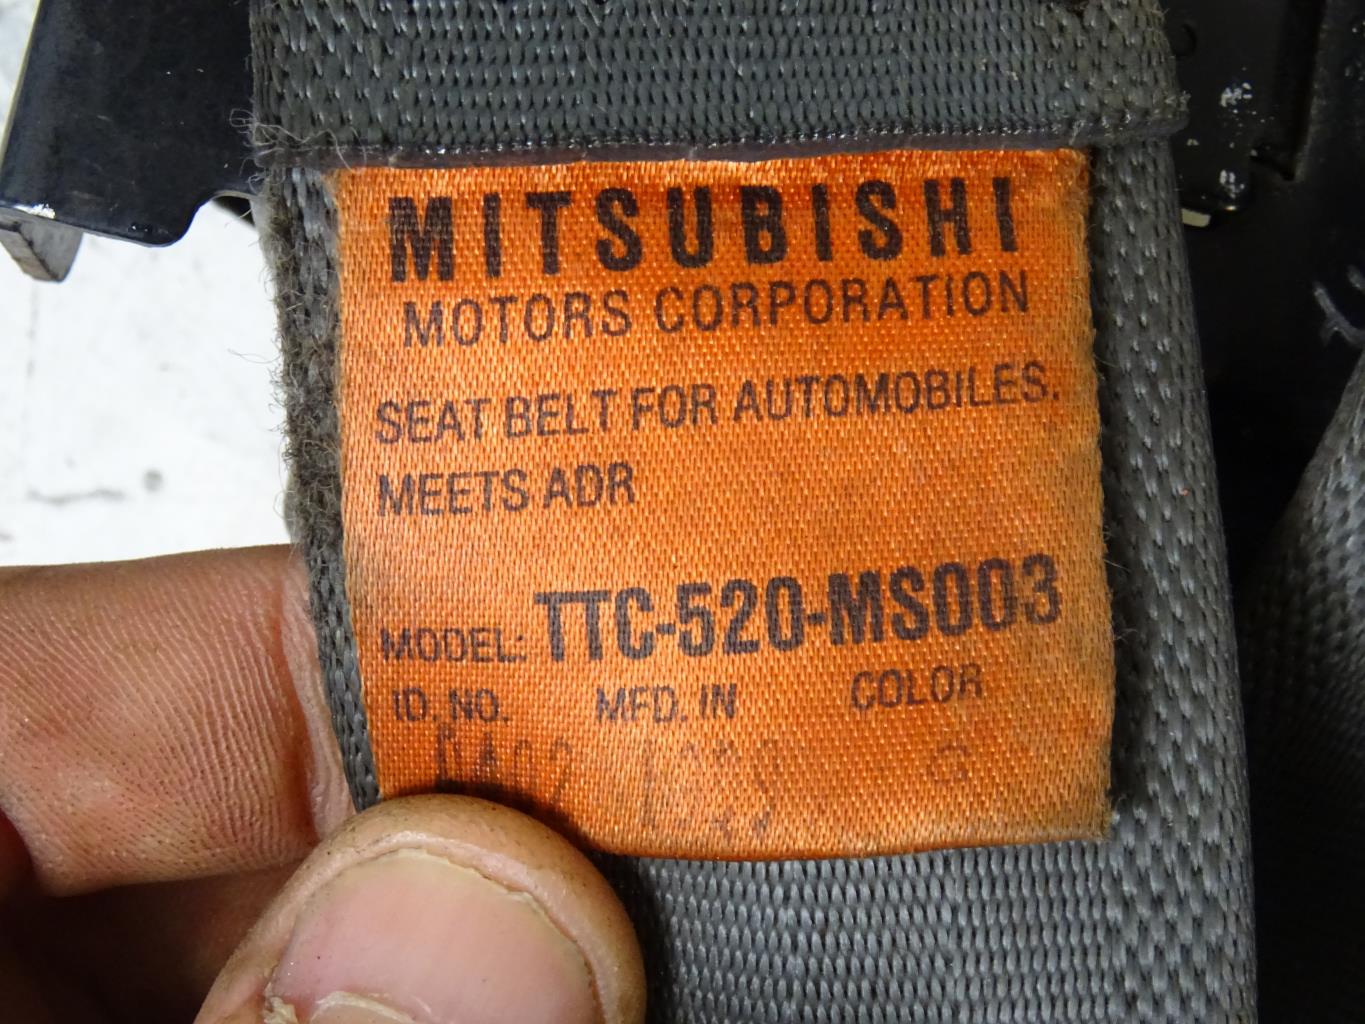 MITSUBISHI
MOTORS CORPORATION
SEAT BELT FOR AUTOMOBILES.
MEETS ADR
MODEL: TTC-520-MS003
ID. NO. MFD. IN COLOR
G